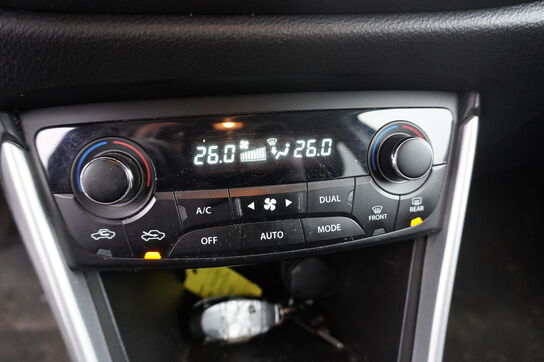 26.0 26.0
A/C DUAL
FRONT REAR
OFF AUTO MODE